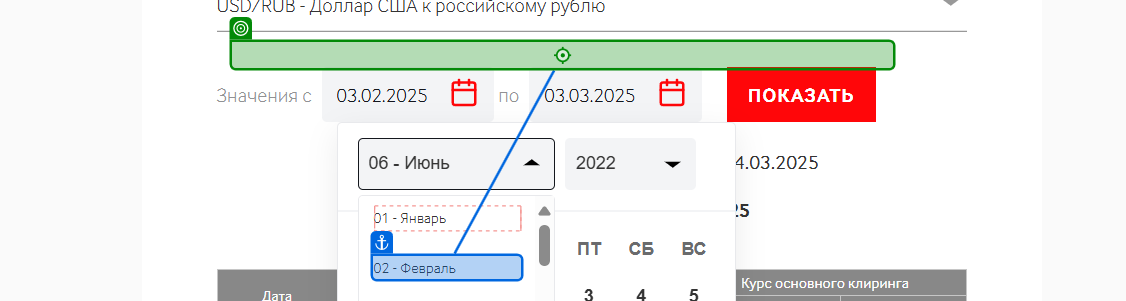 USD/RUB - Доллар США к российскому рублю
Значения с 03.02.2025 по 03.03.2025 ПОКАЗАТЬ
06 - Июнь 2022
4.03.2025
01 - Январь
25
02 - Февраль
ПТ СБ ВС
Дата
Курс основного клиринга
3 4 5